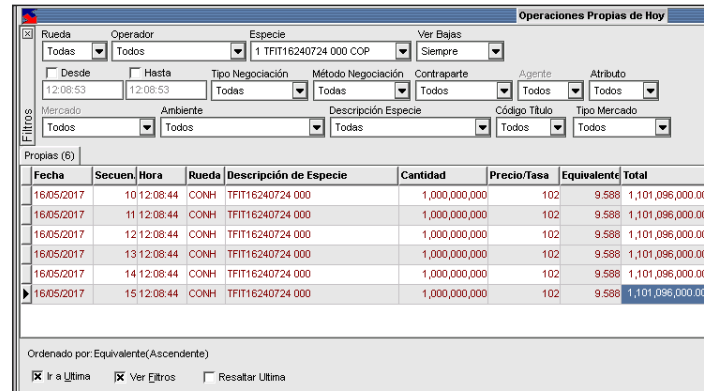 Operaciones Propias de Hoy
Rueda Operador Especie Ver Bajas
Todas Todos 1 TFIT16240724 000 COP Siempre
Desde Hasta Tipo Negociación Método Negociación Contraparte Agente Atributo
12:08:53 12:08:53 Todas Todas Todos Todos Todos
Mercado Ambiente Descripción Especie Código Título Tipo Mercado
Todos Todos Todas Todos Todos
Filtros
Propias (6)
Fecha Secuen. Hora Rueda Descripción de Especie Cantidad Precio/Tasa Equivalente Total
16/05/2017 10 12:08:44 CONH TFIT16240724 000 1,000,000,000 102 9.588 1,101,096,000.00
16/05/2017 11 12:08:44 CONH TFIT16240724 000 1,000,000,000 102 9.588 1,101,096,000.00
16/05/2017 12 12:08:44 CONH TFIT16240724 000 1,000,000,000 102 9.588 1,101,096,000.00
16/05/2017 13 12:08:44 CONH TFIT16240724 000 1,000,000,000 102 9.588 1,101,096,000.00
16/05/2017 14 12:08:44 CONH TFIT16240724 000 1,000,000,000 102 9.588 1,101,096,000.00
16/05/2017 15 12:08:44 CONH TFIT16240724 000 1,000,000,000 102 9.588 1,101,096,000.00
Ordenado por: Equivalente(Ascendente)
Ir a Ultima Ver Filtros Resaltar Ultima